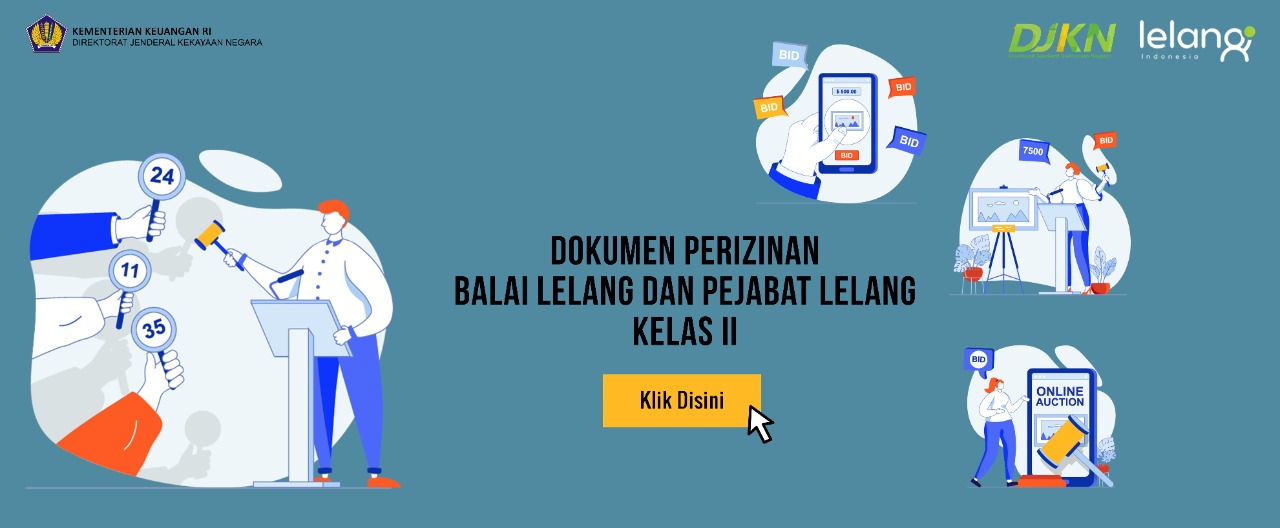 KEMENTERIAN KEUANGAN RI
DIREKTORAT JENDERAL KEKAYAAN NEGARA
DJKN
lelang
Indonesia
BID
BID
BID
BID
$ 500.00
BID
24
11
35
7500
BID
DOKUMEN PERIZINAN
BALAI LELANG DAN PEJABAT LELANG
KELAS II
Klik Disini
BID
ONLINE
AUCTION